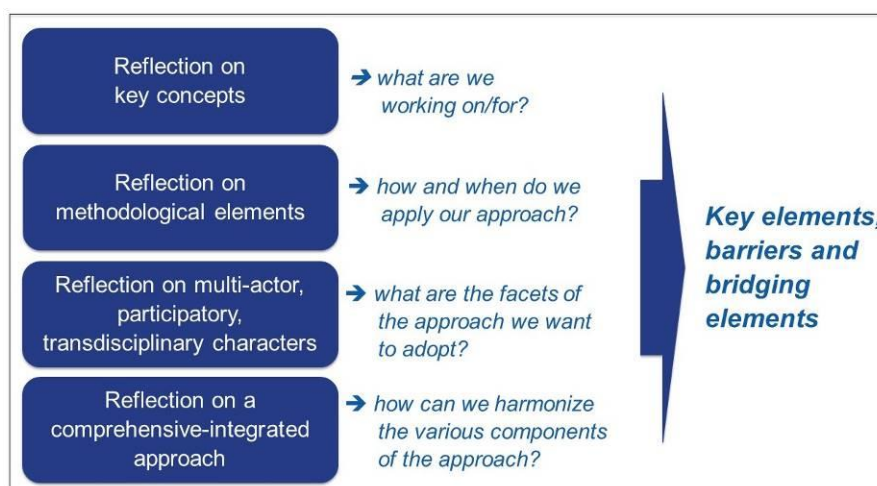 Reflection on
key concepts
➔ what are we
working on/for?
Reflection on
methodological elements
➔ how and when do we
apply our approach?
Reflection on multi-actor,
participatory,
transdisciplinary characters
➔ what are the facets of
the approach we want
to adopt?
Reflection on a
comprehensive-integrated
approach
➔ how can we harmonize
the various components
of the approach?
Key elements,
barriers and
bridging
elements